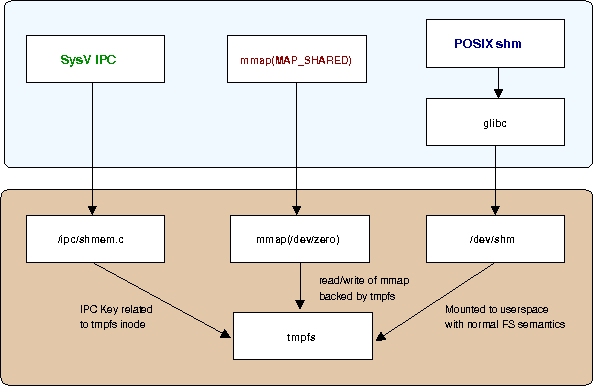 SysV IPC
mmap(MAP_SHARED)
POSIX shm
glibc
/ipc/shmem.c
mmap(/dev/zero)
/dev/shm
IPC Key related
to tmpfs inode
read/write of mmap
backed by tmpfs
Mounted to userspace
with normal FS semantics
tmpfs